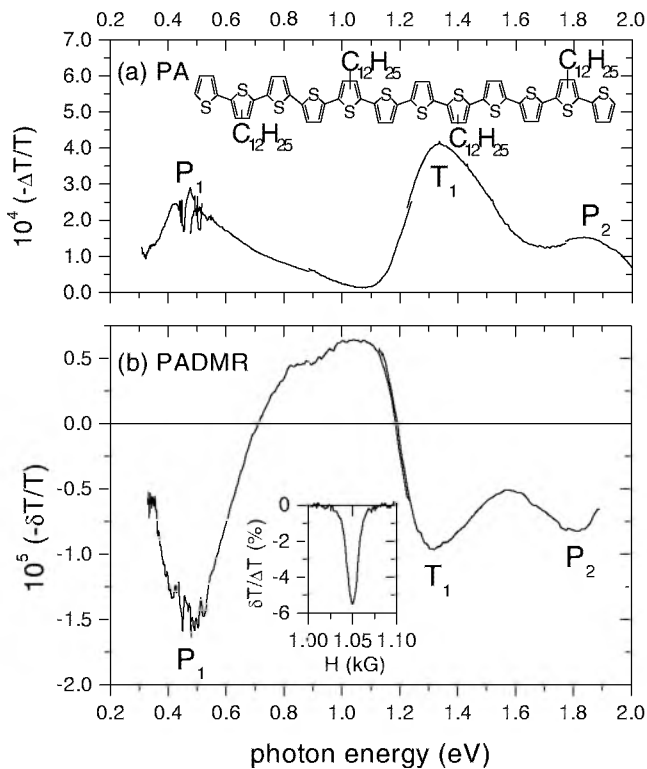 0.2 0.4 0.6 0.8 1.0 1.2 1.4 1.6 1.8 2.0
7.0
6.0
5.0
4.0
3.0
2.0
1.0
0.0
10⁴ (-ΔT/T)
(a) PA
C₁₂H₂₅
C₁₂H₂₅
S S S S S S S S S S S
C₁₂H₂₅
C₁₂H₂₅
P₁
T₁
P₂
0.5
0.0
-0.5
-1.0
-1.5
-2.0
10⁵ (-δT/T)
(b) PADMR
0
-2
-4
-6
δT/ΔT (%)
1.00 1.05 1.10
H (kG)
P₁
T₁
P₂
0.2 0.4 0.6 0.8 1.0 1.2 1.4 1.6 1.8 2.0
photon energy (eV)